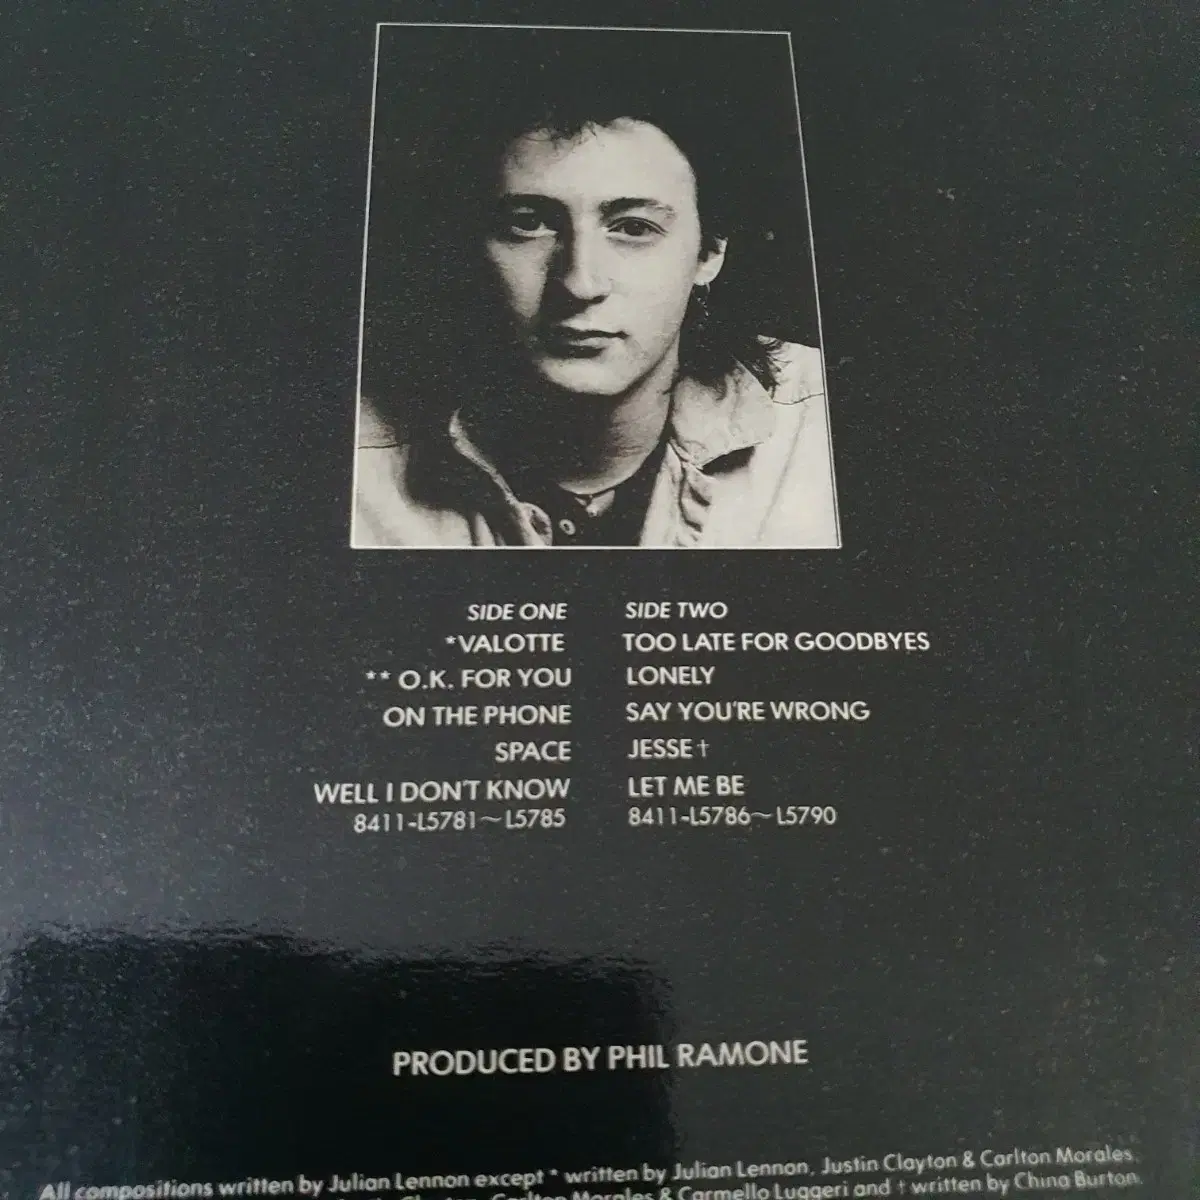 SIDE ONE
*VALOTTE
** O.K. FOR YOU
ON THE PHONE
SPACE
WELL I DON'T KNOW
8411-L5781~L5785
SIDE TWO
TOO LATE FOR GOODBYES
LONELY
SAY YOU'RE WRONG
JESSE†
LET ME BE
8411-L5786~L5790
PRODUCED BY PHIL RAMONE
All compositions written by Julian Lennon except * written by Julian Lennon, Justin Clayton & Carlton Morales.
Clayton, Carlton Morales & Carmello Luggeri and † written by China Burton.